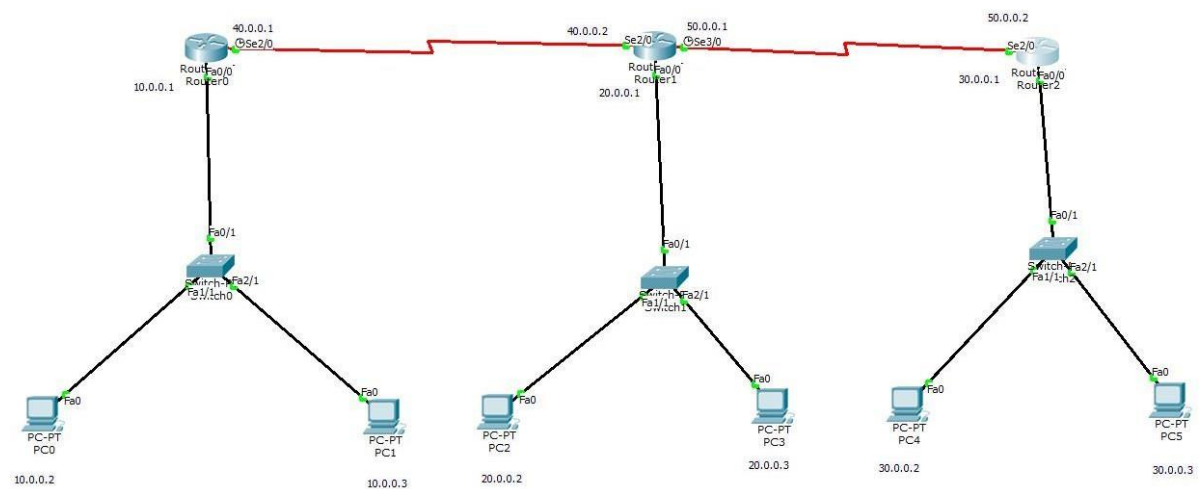 40.0.0.1
Se2/0
Fa0/0
Router0
10.0.0.1
40.0.0.2
Se2/0
50.0.0.1
Se3/0
Fa0/0
Router1
20.0.0.1
50.0.0.2
Se2/0
Fa0/0
Router2
30.0.0.1
Fa0/1
Fa1/1
Fa2/1
Switch0
Fa0/1
Fa1/1
Fa2/1
Switch1
Fa0/1
Fa1/1
Fa2/1
Fa0
PC-PT
PC0
10.0.0.2
Fa0
PC-PT
PC1
10.0.0.3
Fa0
PC-PT
PC2
20.0.0.2
Fa0
PC-PT
PC3
20.0.0.3
Fa0
PC-PT
PC4
30.0.0.2
Fa0
PC-PT
PC5
30.0.0.3